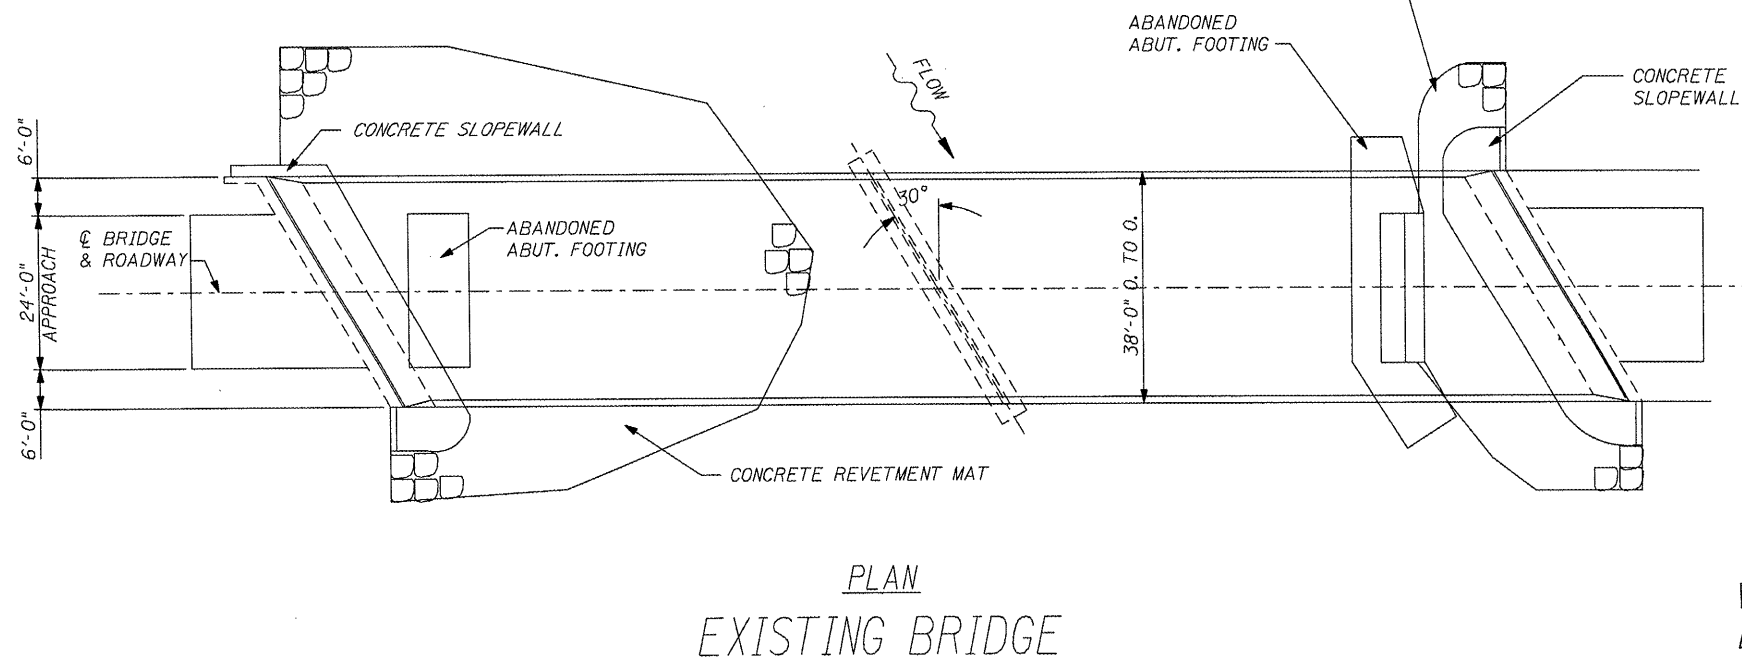 ABANDONED
ABUT. FOOTING
CONCRETE
SLOPEWALL
FLOW
CONCRETE SLOPEWALL
6'-0"
30°
℄ BRIDGE
& ROADWAY
ABANDONED
ABUT. FOOTING
24'-0"
APPROACH
38'-0" O. TO O.
6'-0"
CONCRETE REVETMENT MAT
PLAN
EXISTING BRIDGE